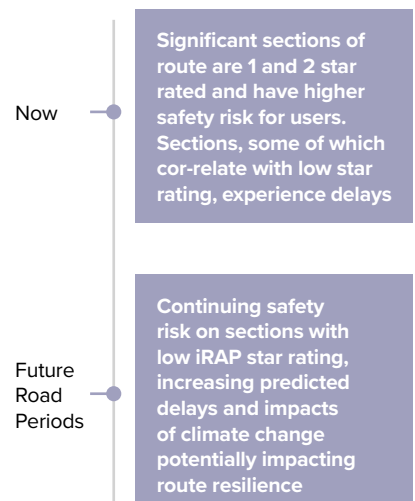 Now
Significant sections of
route are 1 and 2 star
rated and have higher
safety risk for users.
Sections, some of which
cor-relate with low star
rating, experience delays
Future
Road
Periods
Continuing safety
risk on sections with
low iRAP star rating,
increasing predicted
delays and impacts
of climate change
potentially impacting
route resilience